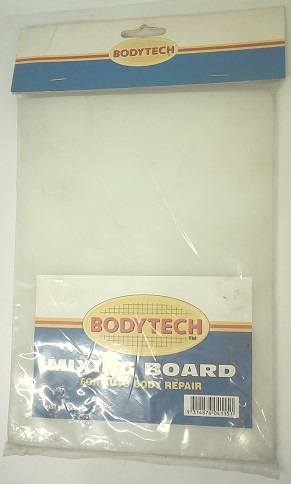 BODYTECH
BODYTECH
TM
MIXING BOARD
FOR AUTO BODY REPAIR